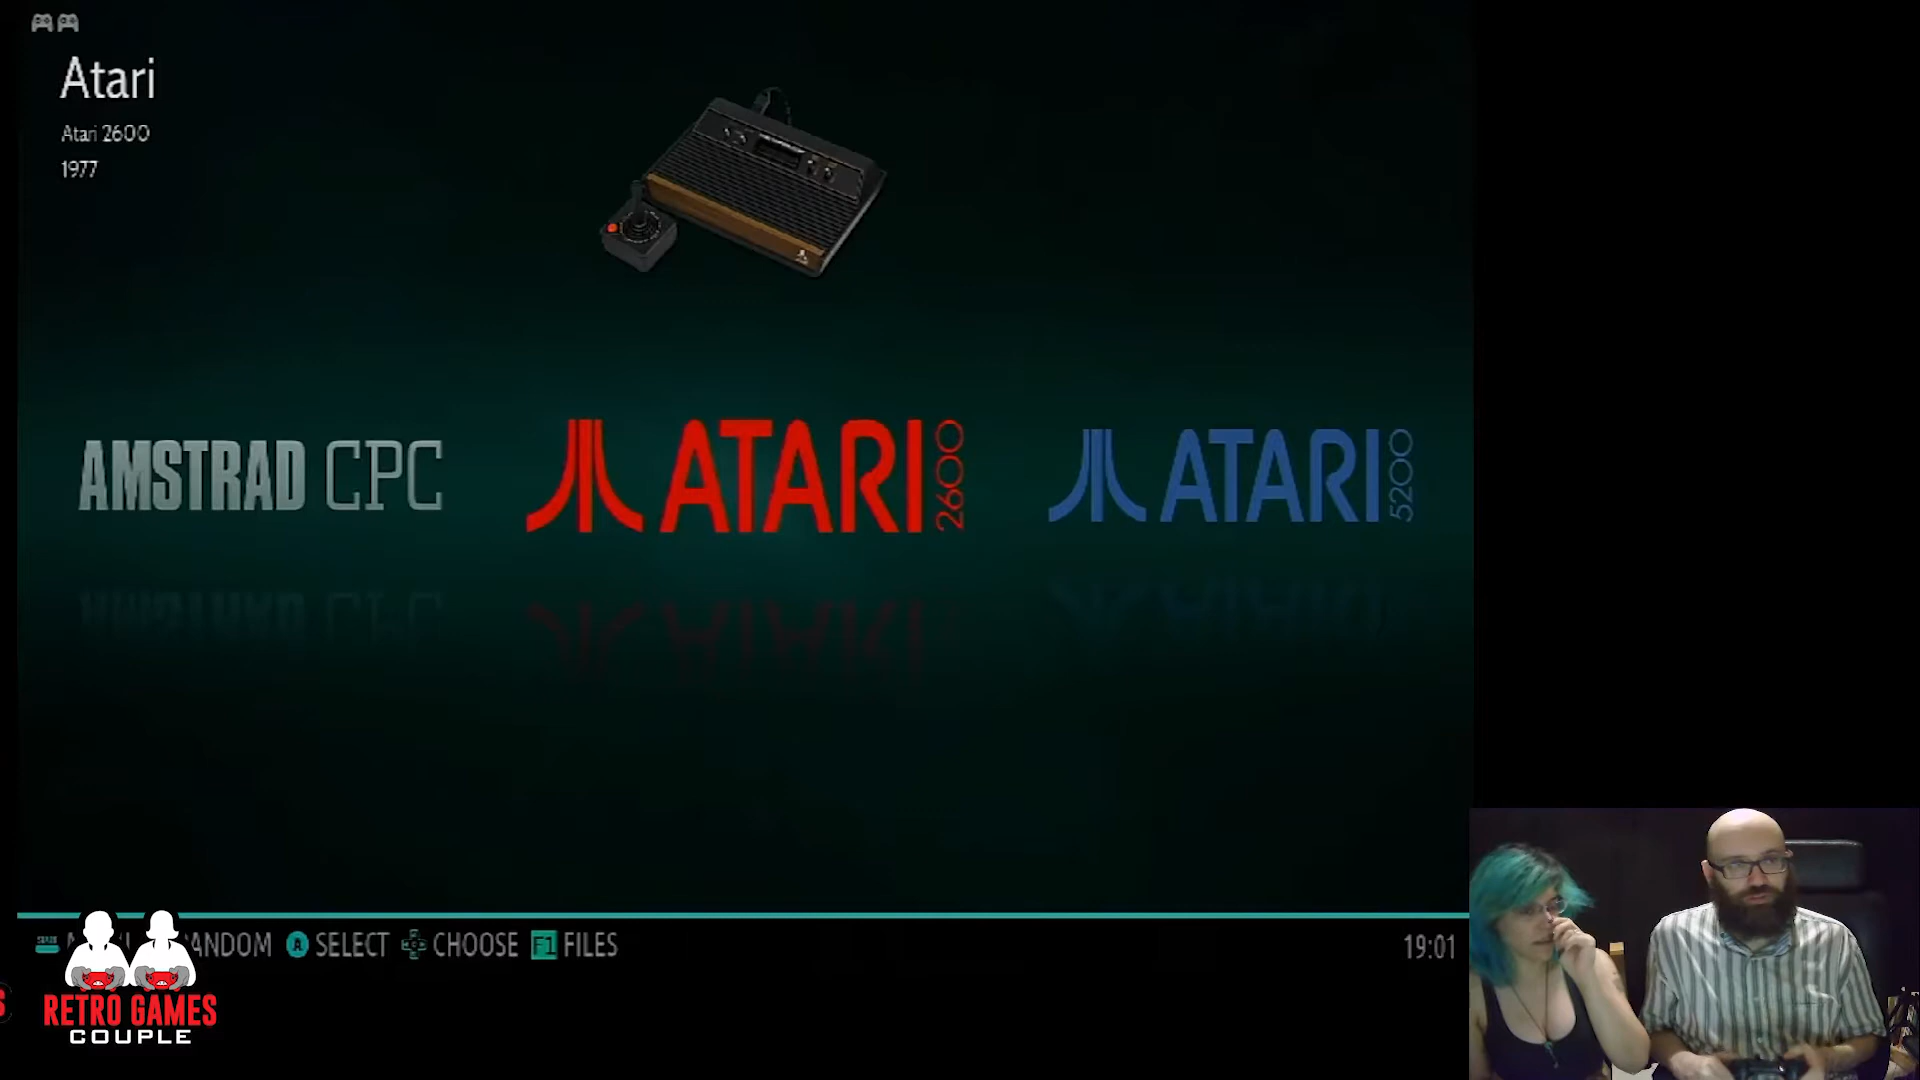 Atari
Atari 2600
1977
AMSTRAD CPC
ATARI 2600
ATARI 5200
SELECT CHOOSE F1 FILES
19:01
RETRO GAMES
COUPLE